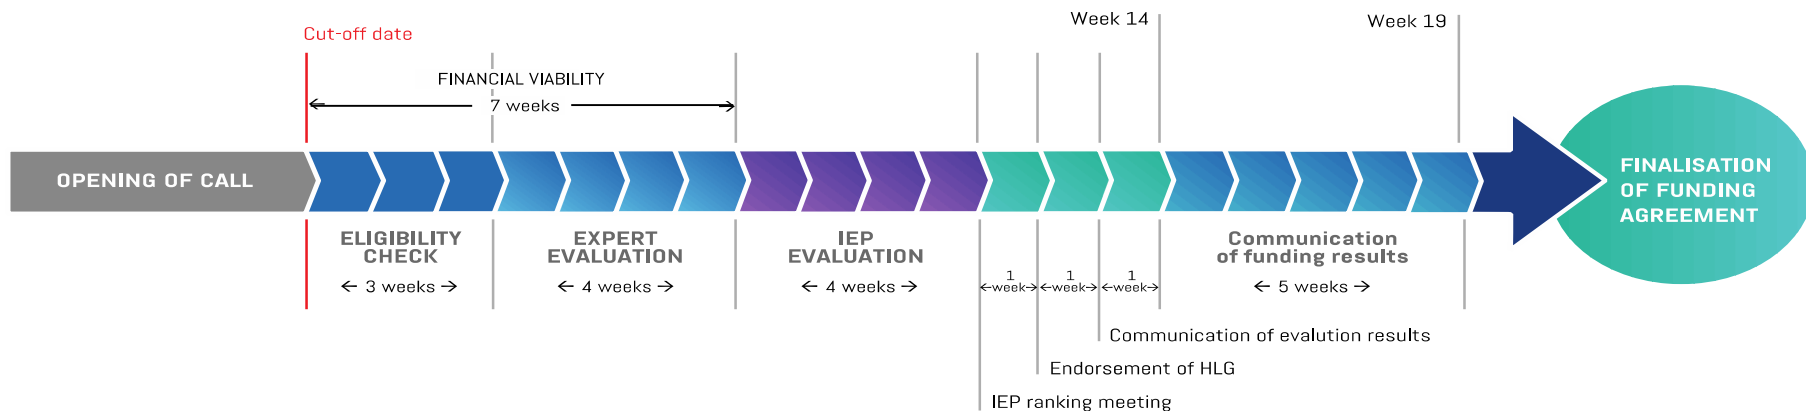 Week 14
Week 19
Cut-off date
FINANCIAL VIABILITY
7 weeks
OPENING OF CALL
FINALISATION
OF FUNDING
AGREEMENT
ELIGIBILITY
CHECK
3 weeks
EXPERT
EVALUATION
4 weeks
IEP
EVALUATION
4 weeks
1
week
1
week
1
week
Communication
of funding results
5 weeks
Communication of evalution results
Endorsement of HLG
IEP ranking meeting